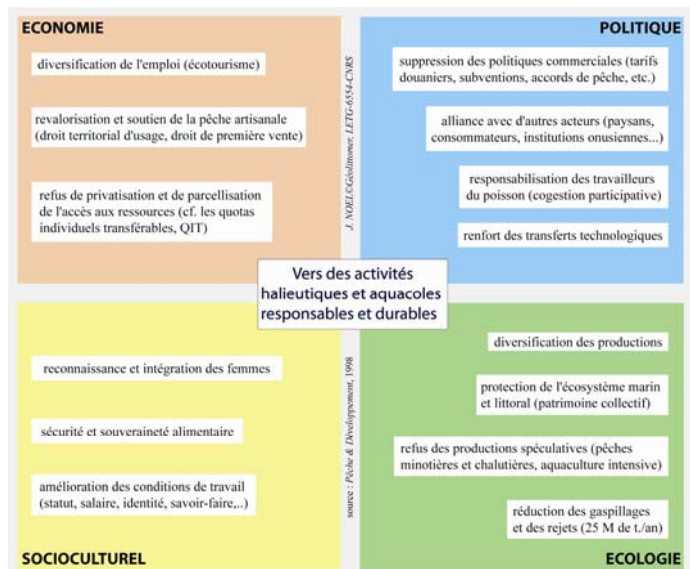 ECONOMIE
diversification de l'emploi (écotourisme)
revalorisation et soutien de la pêche artisanale
(droit territorial d'usage, droit de première vente)
refus de privatisation et de parcellisation
de l'accès aux ressources (cf. les quotas
individuels transférables, QIT)
J. NOEL©Géolittomer, LETG-6554-CNRS
POLITIQUE
suppression des politiques commerciales (tarifs
douaniers, subventions, accords de pêche, etc.)
alliance avec d'autres acteurs (paysans,
consommateurs, institutions onusiennes...)
responsabilisation des travailleurs
du poisson (cogestion participative)
renfort des transferts technologiques
Vers des activités
halieutiques et aquacoles
responsables et durables
reconnaissance et intégration des femmes
sécurité et souveraineté alimentaire
amélioration des conditions de travail
(statut, salaire, identité, savoir-faire,..)
SOCIOCULTUREL
source : Pêche & Développement, 1998
diversification des productions
protection de l'écosystème marin
et littoral (patrimoine collectif)
refus des productions spéculatives (pêches
minotières et chalutières, aquaculture intensive)
réduction des gaspillages
et des rejets (25 M de t./an)
ECOLOGIE